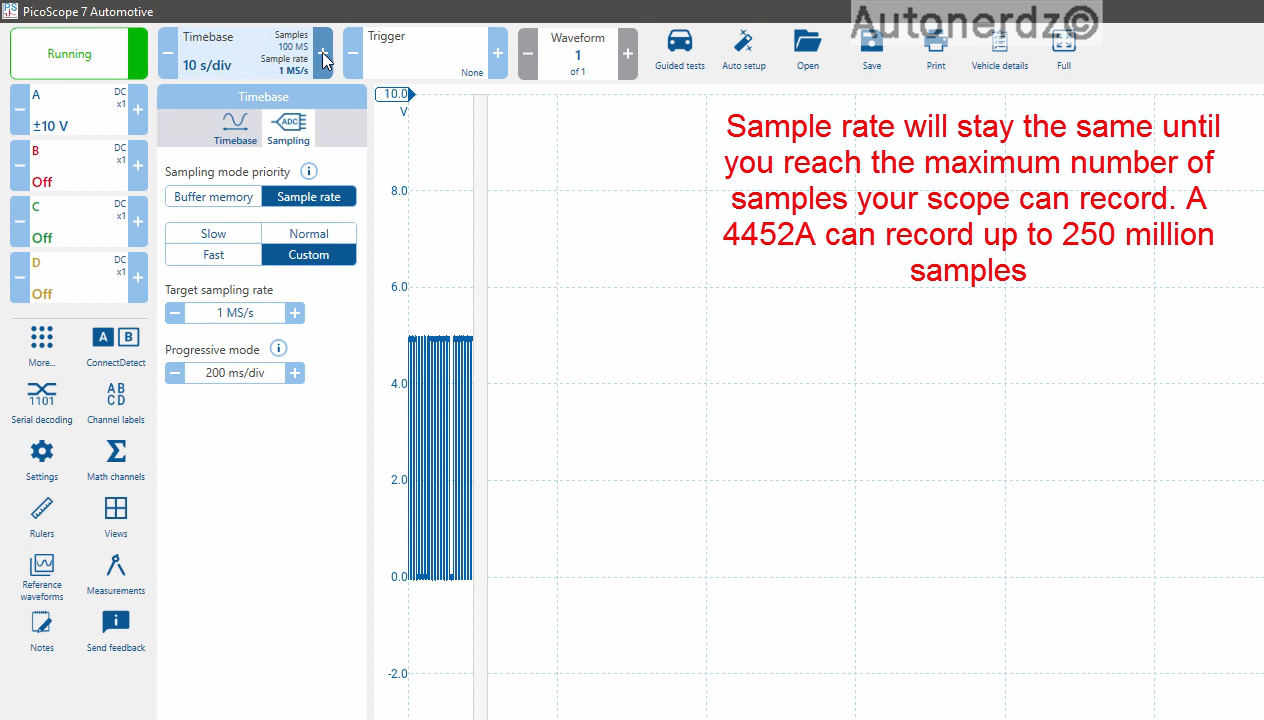 PicoScope 7 Automotive
Autonerdz©
Running
Timebase
10 s/div
Samples
100 MS
Sample rate
1 MS/s
Trigger
None
Waveform
1
of 1
Guided tests
Auto setup
Open
Save
Print
Vehicle details
Full
A
DC
x1
±10 V
B
DC
x1
Off
C
DC
x1
Off
D
DC
x1
Off
More...
A B
ConnectDetect
1101
Serial decoding
AB
CD
Channel labels
Settings
Math channels
Rulers
Views
Reference
waveforms
Measurements
Notes
Send feedback
Timebase
Timebase
ADC
Sampling
Sampling mode priority
Buffer memory
Sample rate
Slow
Normal
Fast
Custom
Target sampling rate
1 MS/s
Progressive mode
200 ms/div
10.0
V
8.0
6.0
4.0
2.0
0.0
-2.0
Sample rate will stay the same until
you reach the maximum number of
samples your scope can record. A
4452A can record up to 250 million
samples